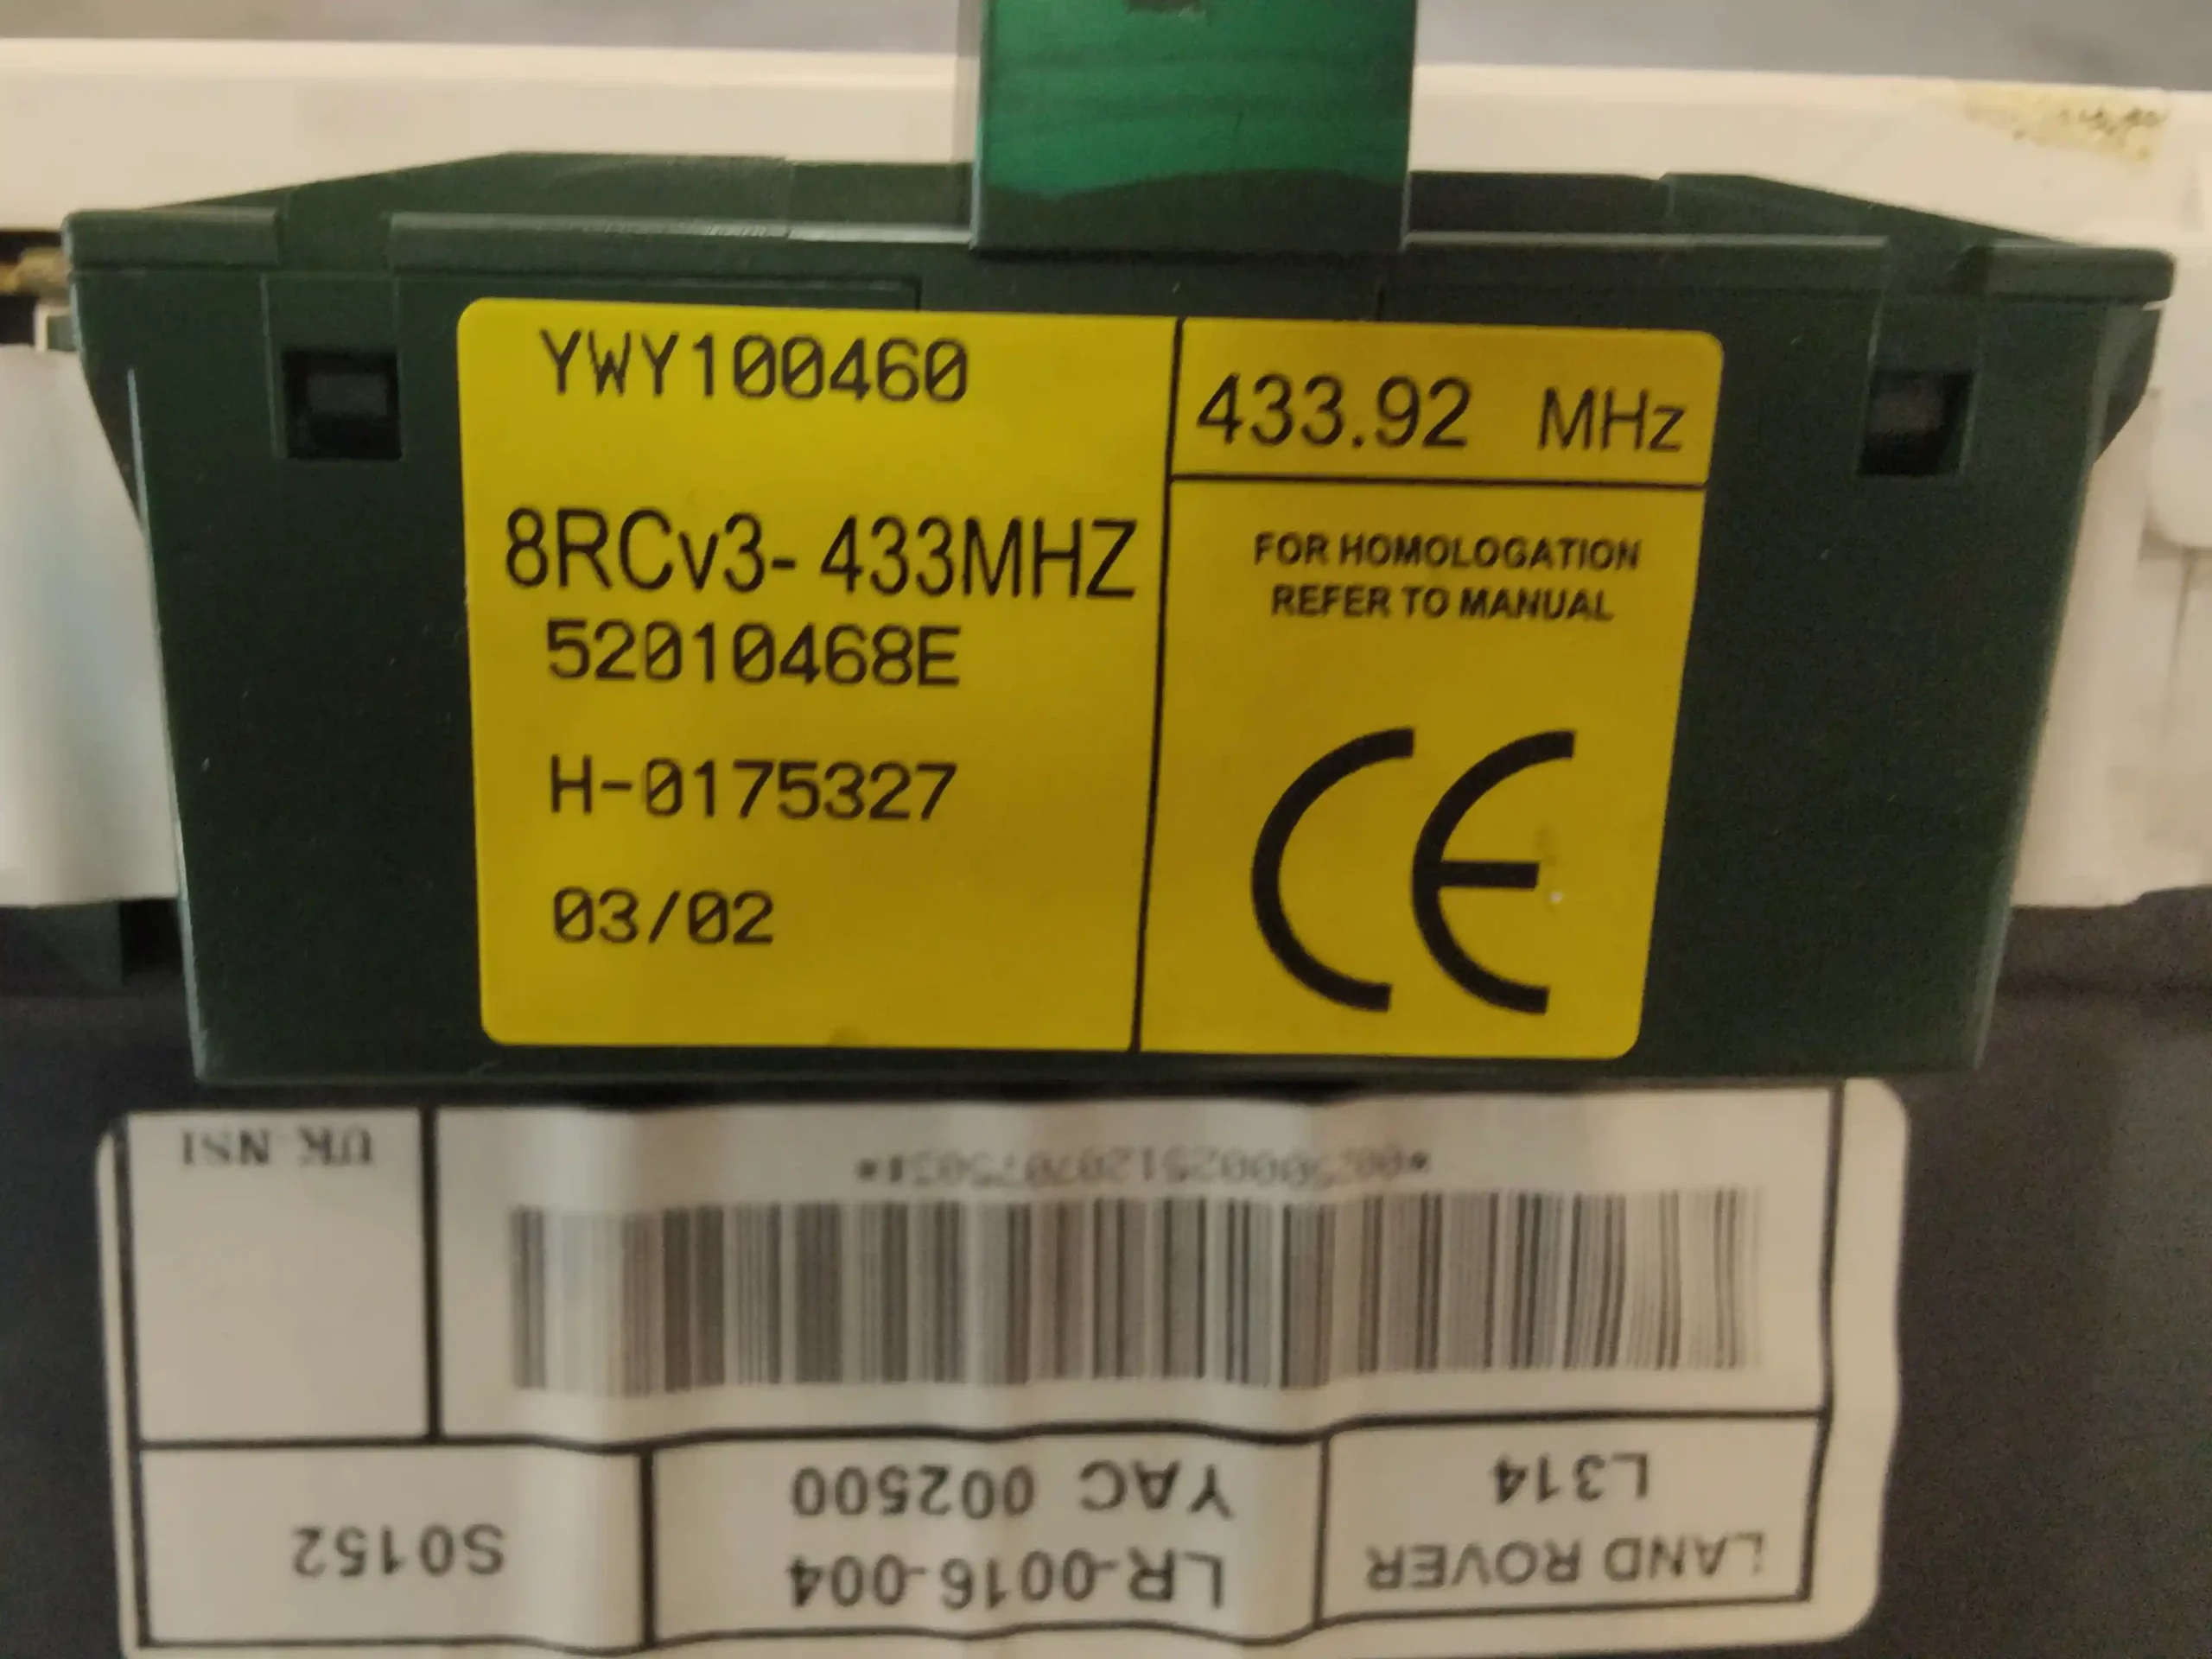 YWY100460
8RCv3-433MHZ
52010468E
H-0175327
03/02
433.92 MHz
FOR HOMOLOGATION
REFER TO MANUAL
CE
LAND ROVER
L314
LR-0016-004
YAC 002500
S0152
UK NSI